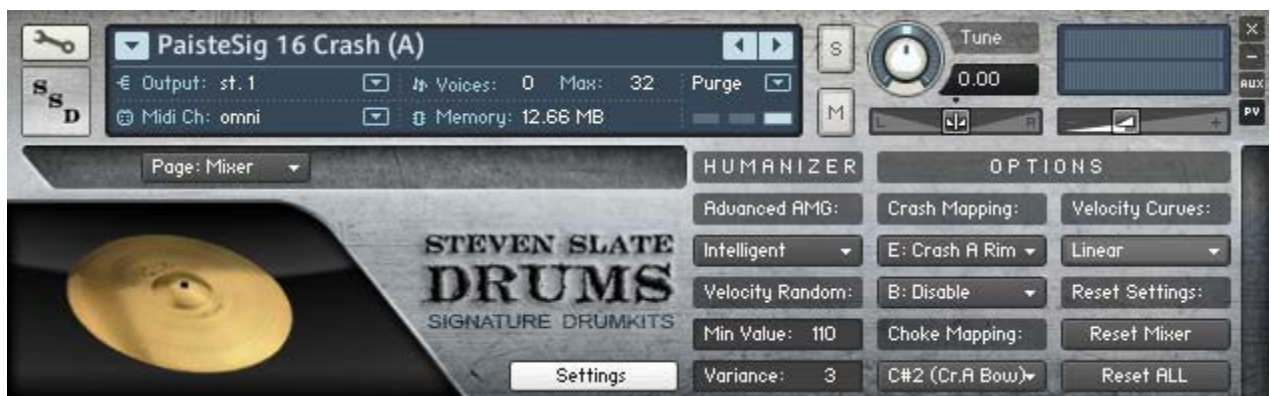 PaisteSig 16 Crash (A)
S
Tune
×
–
Output: st. 1
Voices: 0 Max: 32
Purge
0.00
AUX
SSD
Midi Ch: omni
Memory: 12.66 MB
M
L
R
–
+
PV
Page: Mixer
HUMANIZER
OPTIONS
Advanced AMG:
Crash Mapping:
Velocity Curves:
STEVEN SLATE
Intelligent
E: Crash A Rim
Linear
DRUMS
Velocity Random:
B: Disable
Reset Settings:
SIGNATURE DRUMKITS
Min Value: 110
Choke Mapping:
Reset Mixer
Settings
Variance: 3
C#2 (Cr.A Bow)
Reset ALL